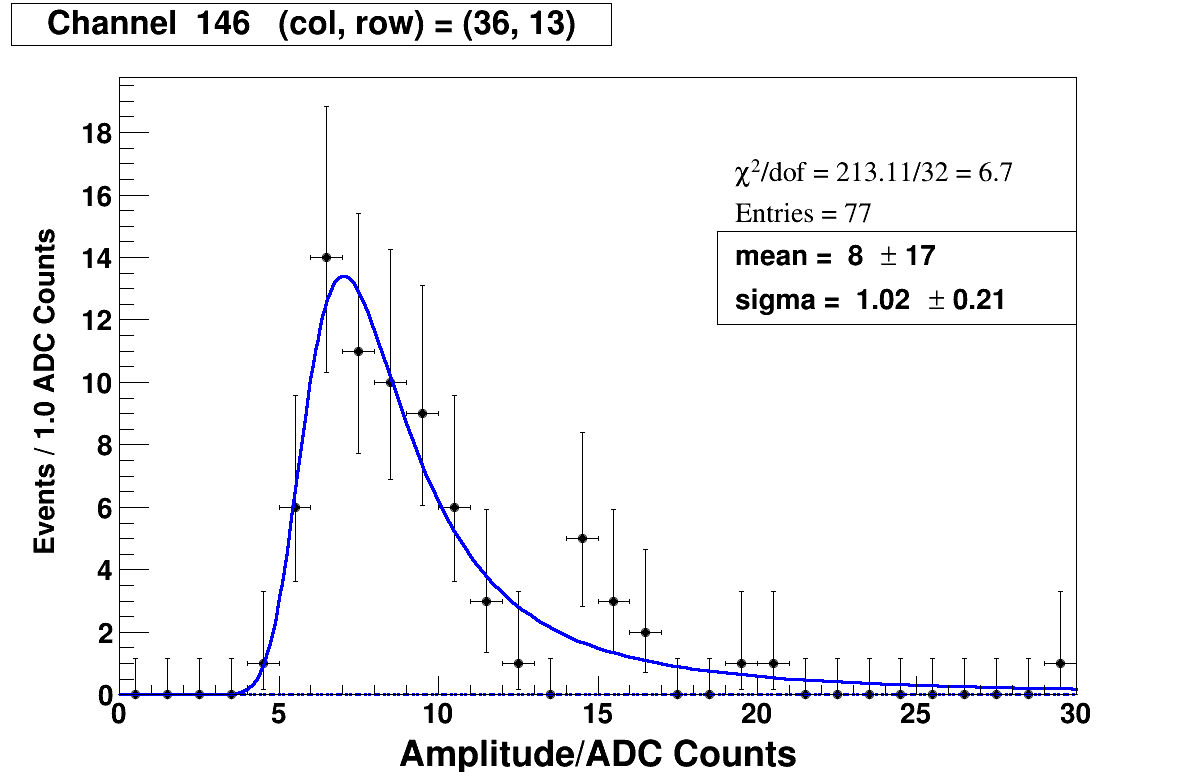 Channel 146 (col, row) = (36, 13)
χ²/dof = 213.11/32 = 6.7
Entries = 77
mean = 8 ± 17
sigma = 1.02 ± 0.21
Events / 1.0 ADC Counts
18
16
14
12
10
8
6
4
2
0
0 5 10 15 20 25 30
Amplitude/ADC Counts